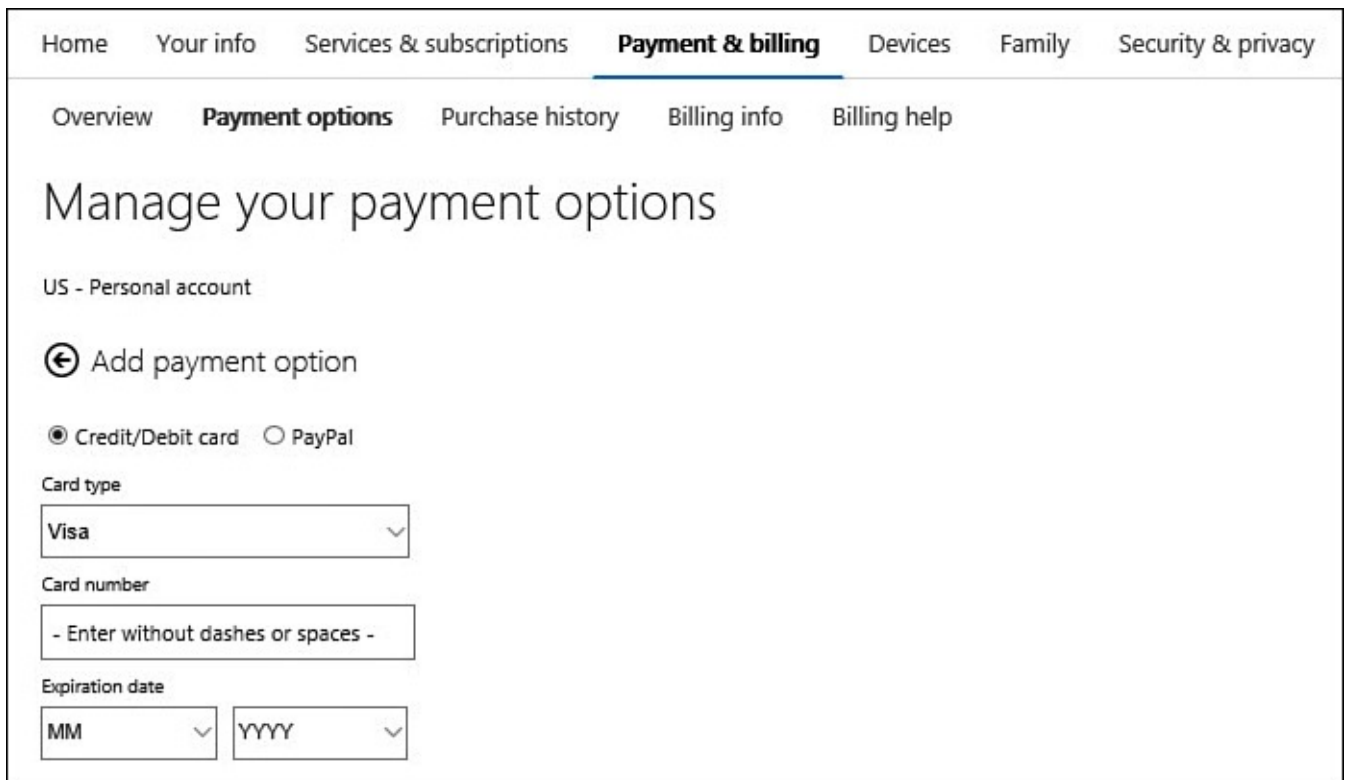 Home Your info Services & subscriptions Payment & billing Devices Family Security & privacy
Overview Payment options Purchase history Billing info Billing help
Manage your payment options
US - Personal account
Add payment option
Credit/Debit card PayPal
Card type
Visa
Card number
- Enter without dashes or spaces -
Expiration date
MM YYYY